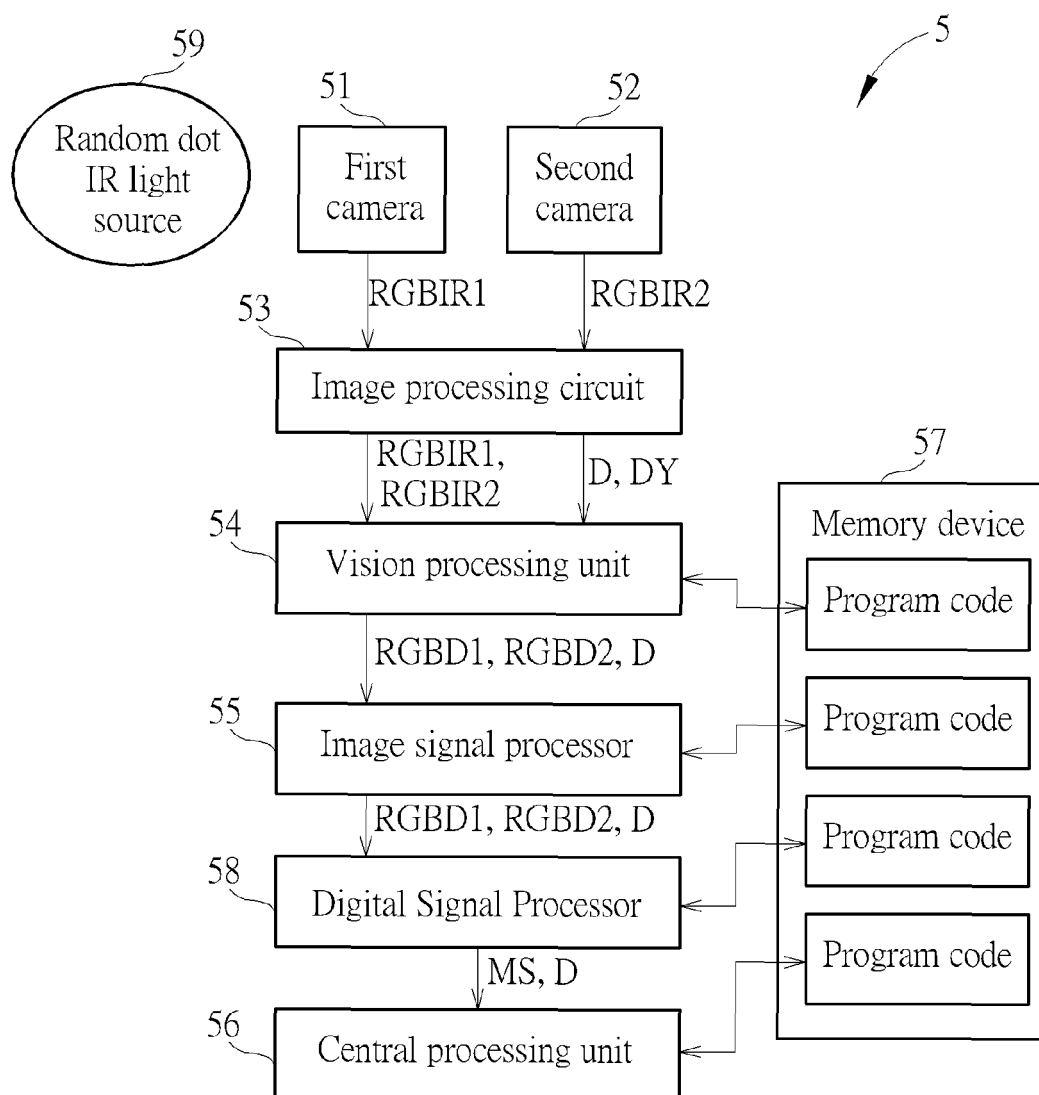 5
59
Random dot
IR light
source
51
First
camera
52
Second
camera
RGBIR1
RGBIR2
53
Image processing circuit
RGBIR1,
RGBIR2
D, DY
57
Memory device
54
Vision processing unit
Program code
RGBD1, RGBD2, D
55
Image signal processor
Program code
RGBD1, RGBD2, D
58
Digital Signal Processor
Program code
MS, D
56
Central processing unit
Program code